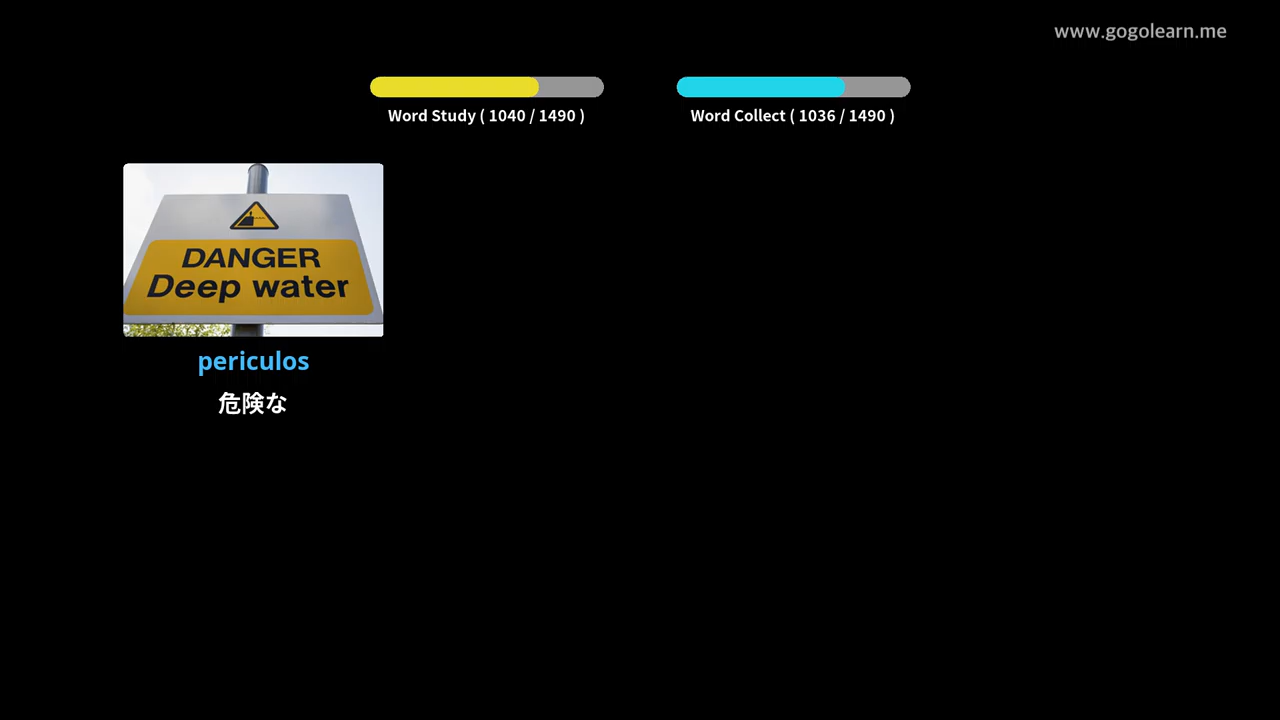 www.gogolearn.me
Word Study ( 1040 / 1490 )
Word Collect ( 1036 / 1490 )
DANGER
Deep water
periculos
危険な